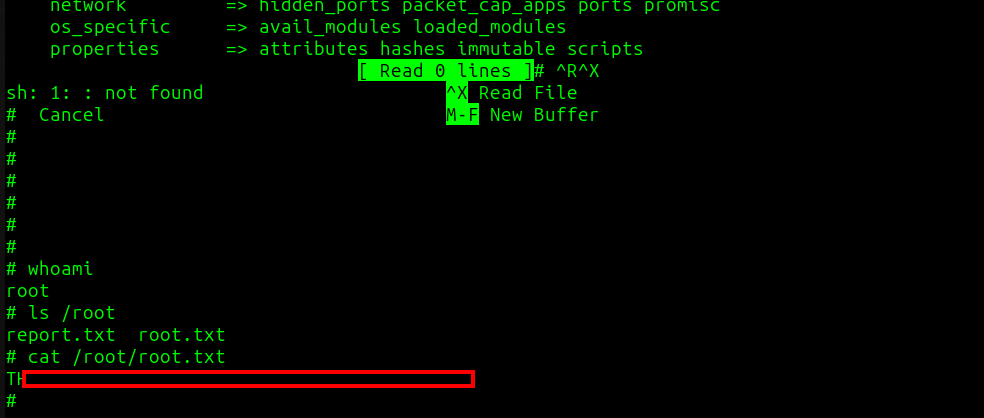 network => hidden_ports packet_cap_apps ports promisc
os_specific => avail_modules loaded_modules
properties => attributes hashes immutable scripts
[ Read 0 lines ]# ^R^X
sh: 1: : not found ^X Read File
# Cancel M-F New Buffer
#
#
#
#
#
#
# whoami
root
# ls /root
report.txt root.txt
# cat /root/root.txt
TH
#